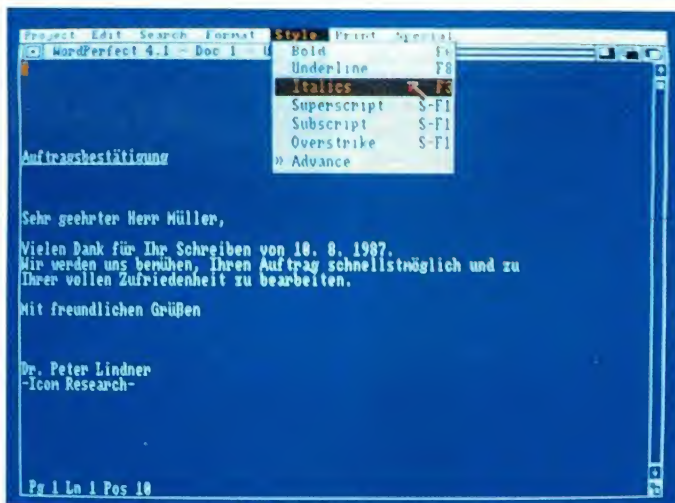 Project Edit Search Format Style Print Special
WordPerfect 4.1 - Doc 1 -
Bold
Underline F8
Italics F3
Superscript S-F1
Subscript S-F1
Overstrike S-F1
» Advance
Auftragsbestätigung
Sehr geehrter Herr Müller,
Vielen Dank für Ihr Schreiben von 10. 8. 1987.
Wir werden uns bemühen, Ihren Auftrag schnellstmöglich und zu
Ihrer vollen Zufriedenheit zu bearbeiten.
Mit freundlichen Grüßen
Dr. Peter Lindner
-Icon Research-
Pg 1 Ln 1 Pos 10